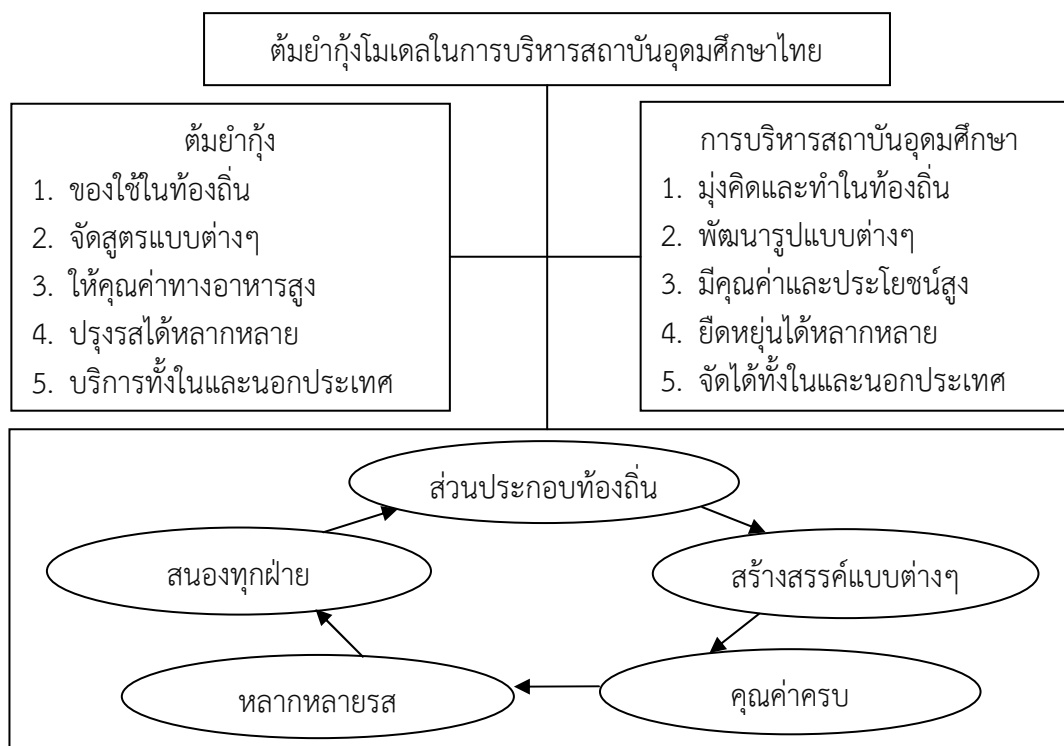 ต้มยำกุ้งโมเดลในการบริหารสถาบันอุดมศึกษาไทย
ต้มยำกุ้ง
1. ของใช้ในท้องถิ่น
2. จัดสูตรแบบต่างๆ
3. ให้คุณค่าทางอาหารสูง
4. ปรุงรสได้หลากหลาย
5. บริการทั้งในและนอกประเทศ
การบริหารสถาบันอุดมศึกษา
1. มุ่งคิดและทำในท้องถิ่น
2. พัฒนารูปแบบต่างๆ
3. มีคุณค่าและประโยชน์สูง
4. ยืดหยุ่นได้หลากหลาย
5. จัดได้ทั้งในและนอกประเทศ
ส่วนประกอบท้องถิ่น
สร้างสรรค์แบบต่างๆ
คุณค่าครบ
หลากหลายรส
สนองทุกฝ่าย